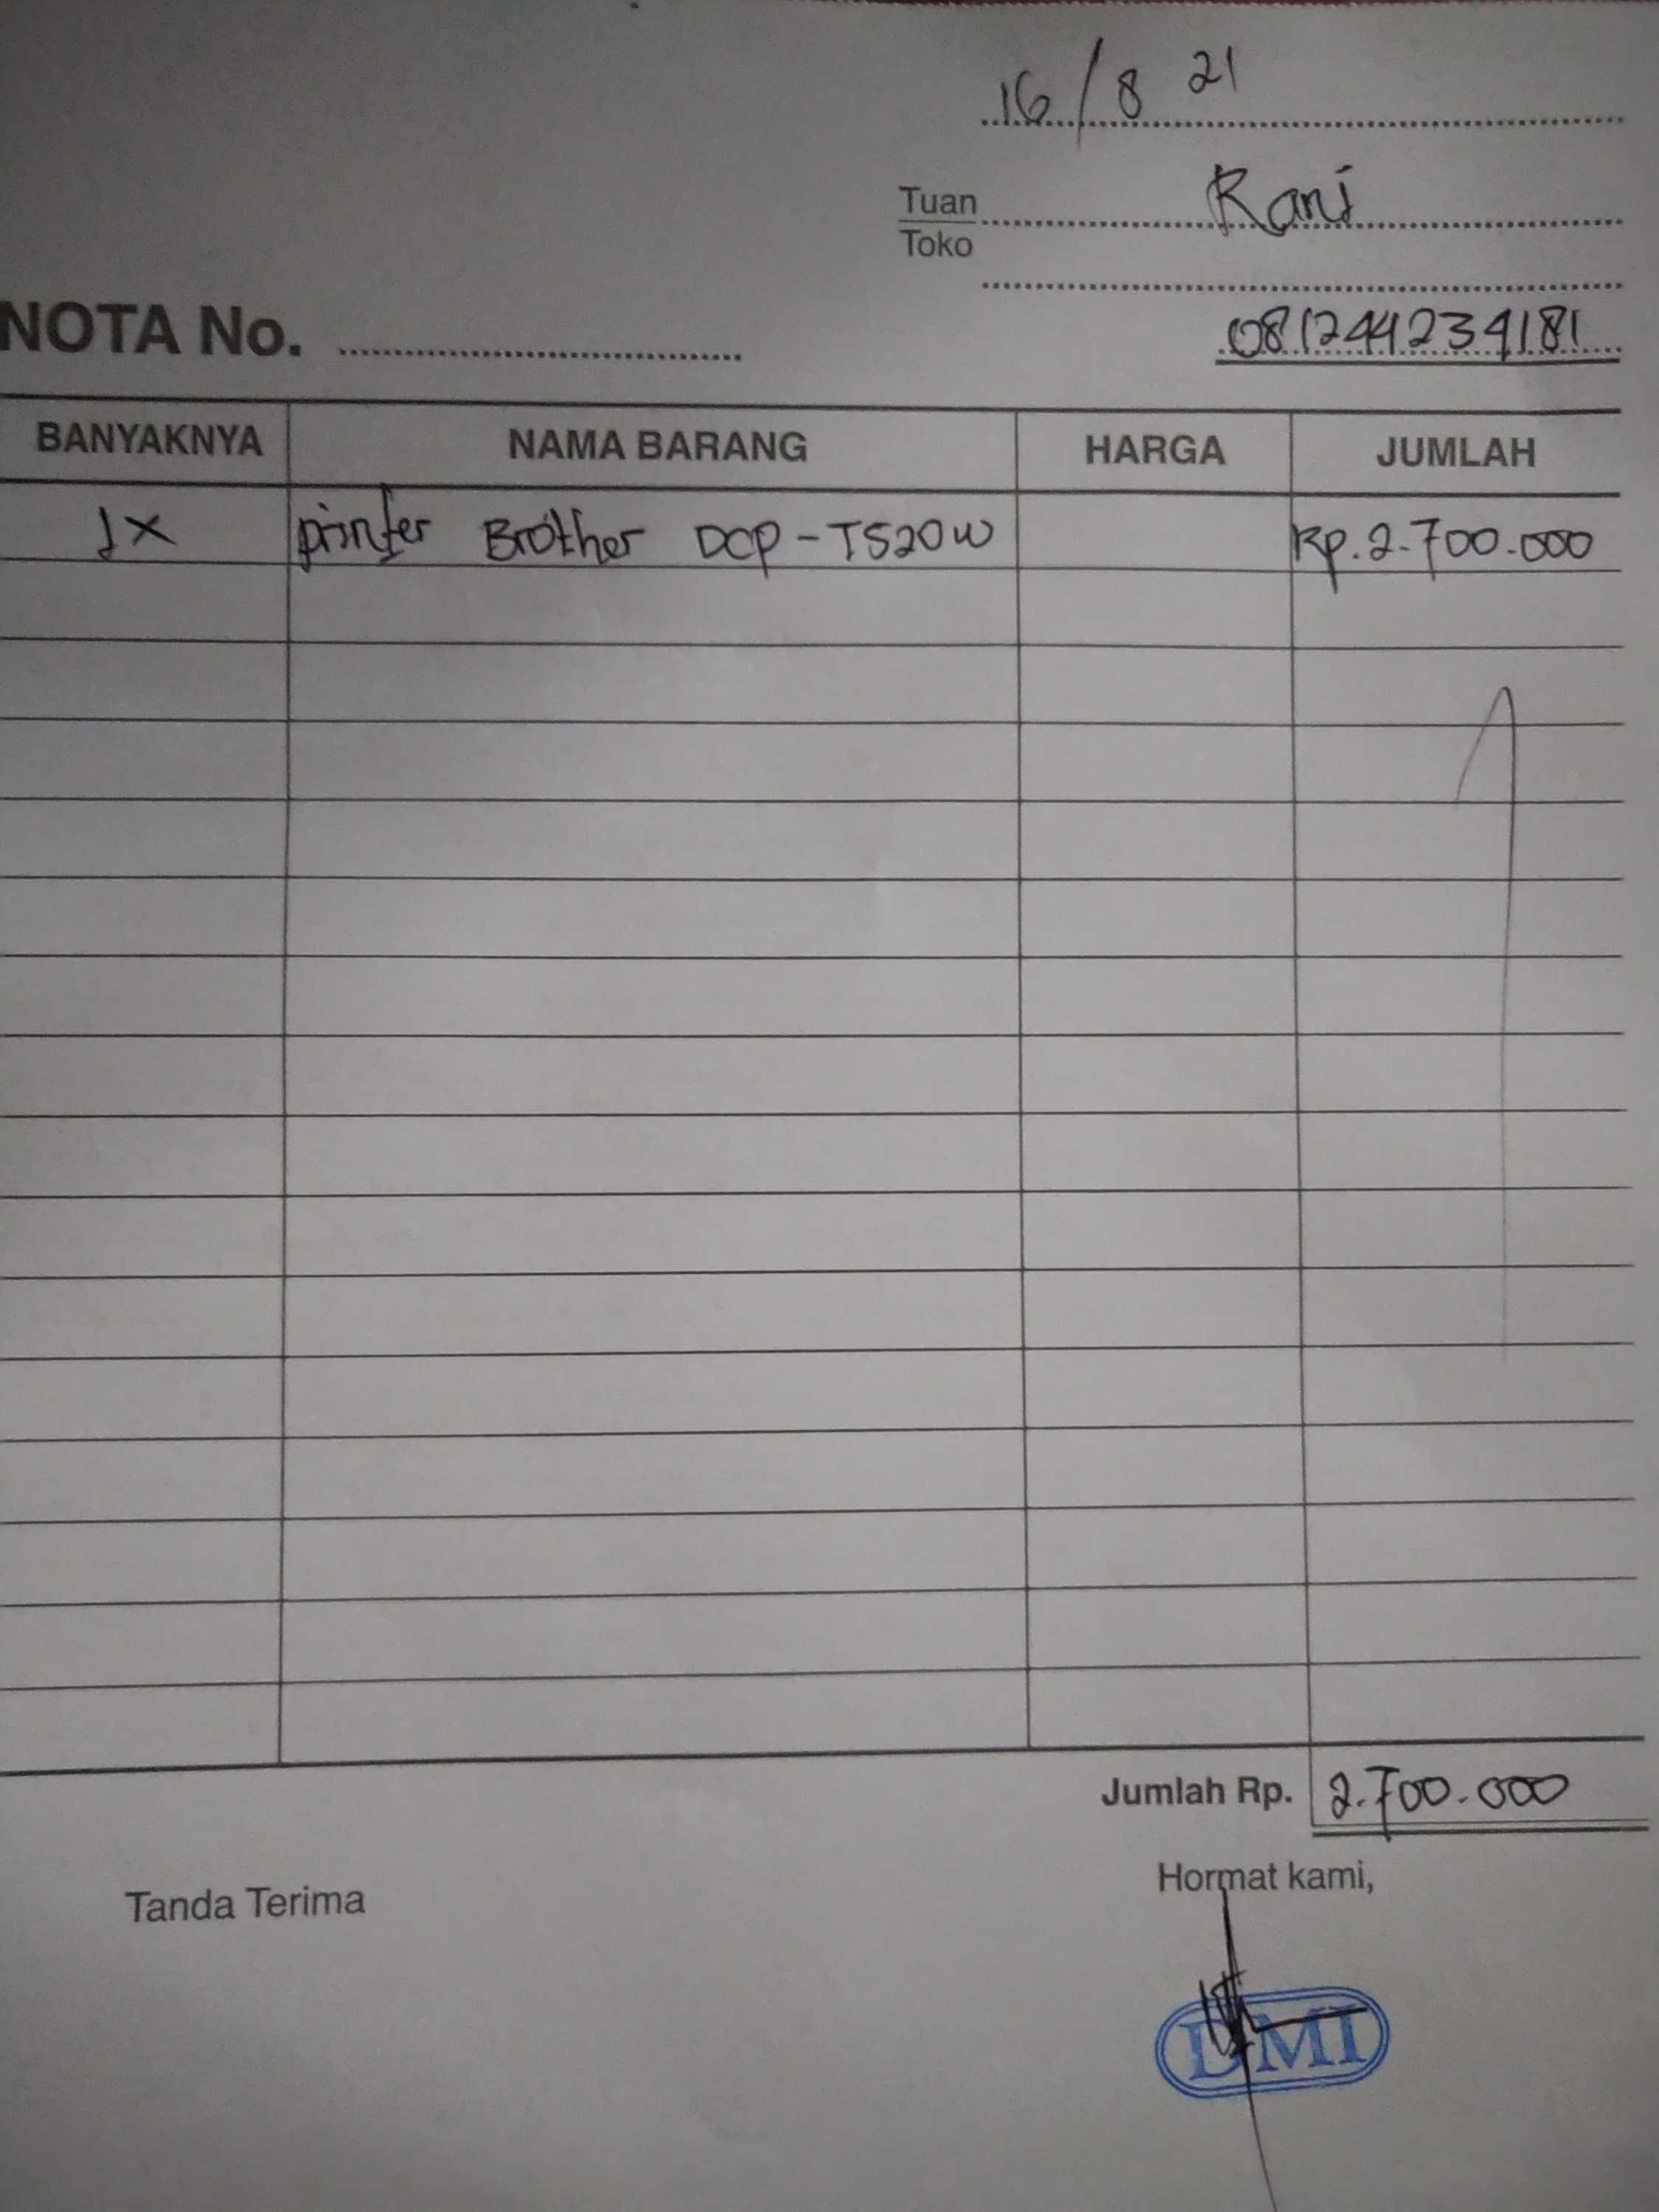 16/8 21
Tuan Rani
Toko
NOTA No. 081244234181
BANYAKNYA NAMA BARANG HARGA JUMLAH
1x printer Brother DCP-T520W Rp.2.700.000
Jumlah Rp. 2.700.000
Tanda Terima Hormat kami,
DMI